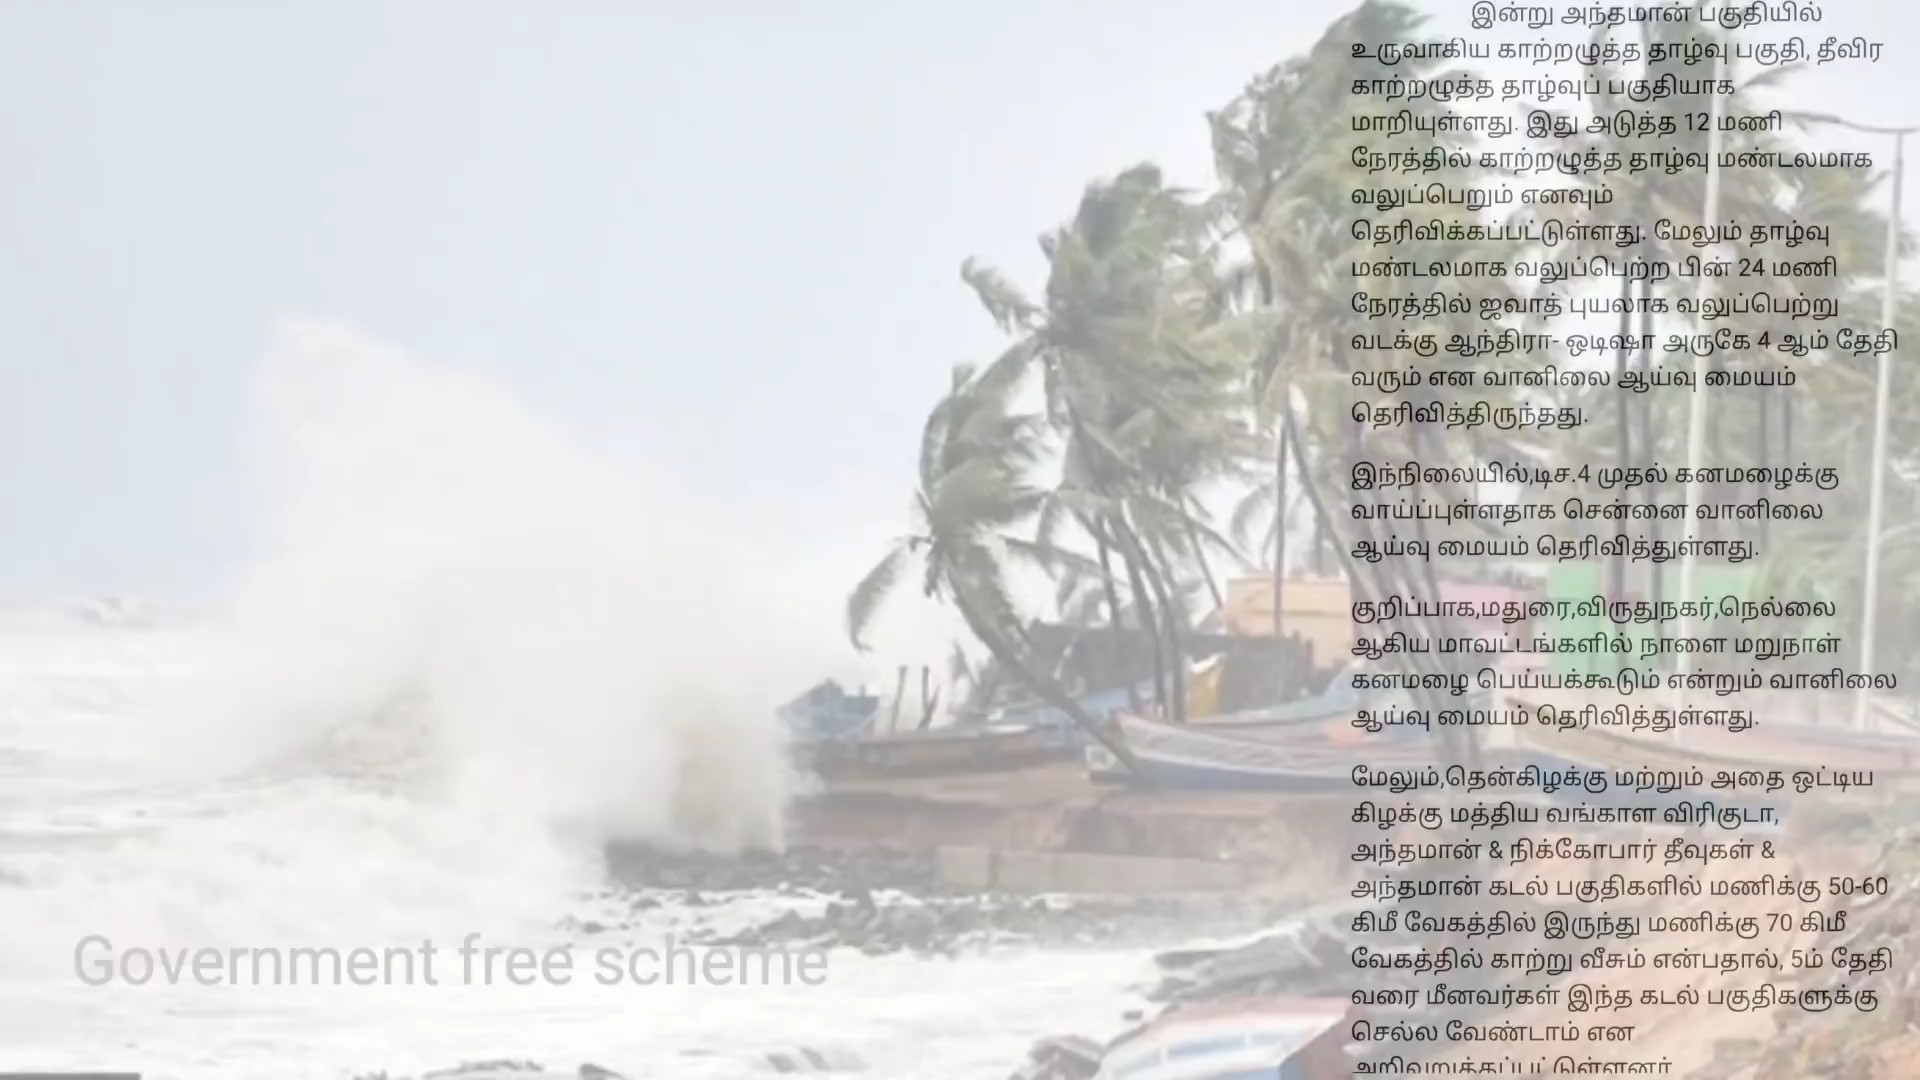 இன்று அந்தமான் பகுதியில்
உருவாகிய காற்றழுத்த தாழ்வு பகுதி, தீவிர
காற்றழுத்த தாழ்வுப் பகுதியாக
மாறியுள்ளது. இது அடுத்த 12 மணி
நேரத்தில் காற்றழுத்த தாழ்வு மண்டலமாக
வலுப்பெறும் எனவும்
தெரிவிக்கப்பட்டுள்ளது. மேலும் தாழ்வு
மண்டலமாக வலுப்பெற்ற பின் 24 மணி
நேரத்தில் ஜவாத் புயலாக வலுப்பெற்று
வடக்கு ஆந்திரா- ஒடிஷா அருகே 4 ஆம் தேதி
வரும் என வானிலை ஆய்வு மையம்
தெரிவித்திருந்தது.
இந்நிலையில்,டிச.4 முதல் கனமழைக்கு
வாய்ப்புள்ளதாக சென்னை வானிலை
ஆய்வு மையம் தெரிவித்துள்ளது.
குறிப்பாக,மதுரை,விருதுநகர்,நெல்லை
ஆகிய மாவட்டங்களில் நாளை மறுநாள்
கனமழை பெய்யக்கூடும் என்றும் வானிலை
ஆய்வு மையம் தெரிவித்துள்ளது.
மேலும்,தென்கிழக்கு மற்றும் அதை ஒட்டிய
கிழக்கு மத்திய வங்காள விரிகுடா,
அந்தமான் & நிக்கோபார் தீவுகள் &
அந்தமான் கடல் பகுதிகளில் மணிக்கு 50-60
கிமீ வேகத்தில் இருந்து மணிக்கு 70 கிமீ
வேகத்தில் காற்று வீசும் என்பதால், 5ம் தேதி
வரை மீனவர்கள் இந்த கடல் பகுதிகளுக்கு
செல்ல வேண்டாம் என
அறிவுறுத்தப்பட்டுள்ளனர்
Government free scheme